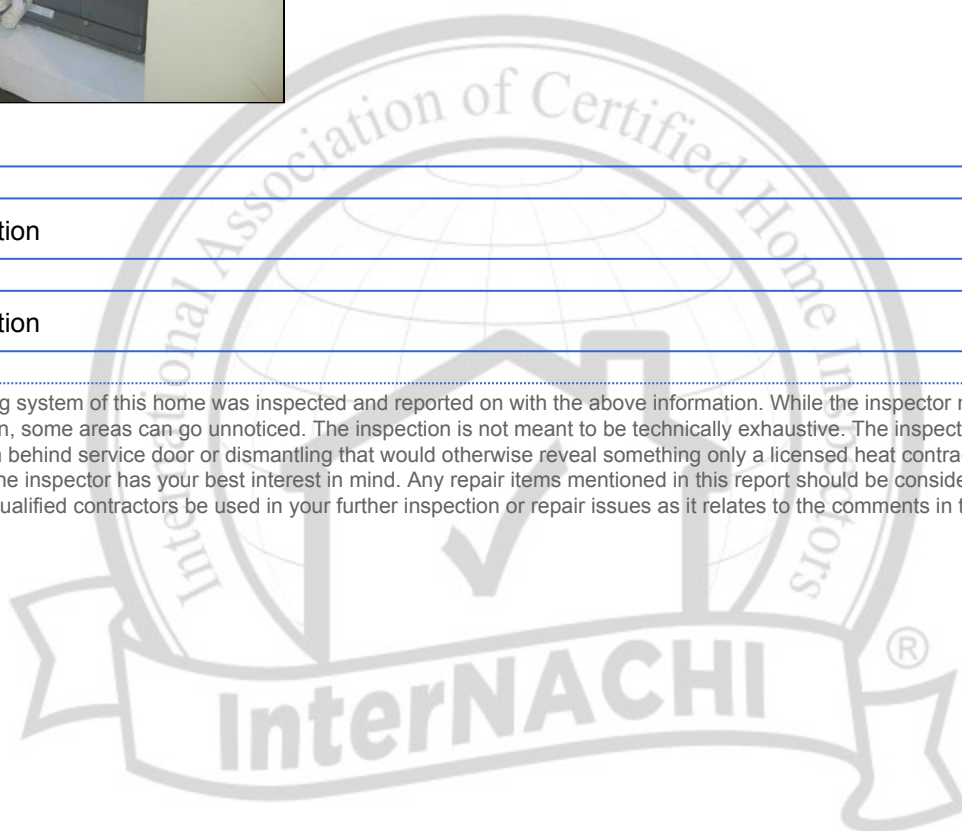 tion
tion
g system of this home was inspected and reported on with the above information. While the inspector
n, some areas can go unnoticed. The inspection is not meant to be technically exhaustive. The inspect
n behind service door or dismantling that would otherwise reveal something only a licensed heat contra
he inspector has your best interest in mind. Any repair items mentioned in this report should be conside
ualified contractors be used in your further inspection or repair issues as it relates to the comments in t
International Association of Certified Home Inspectors
InterNACHI
®